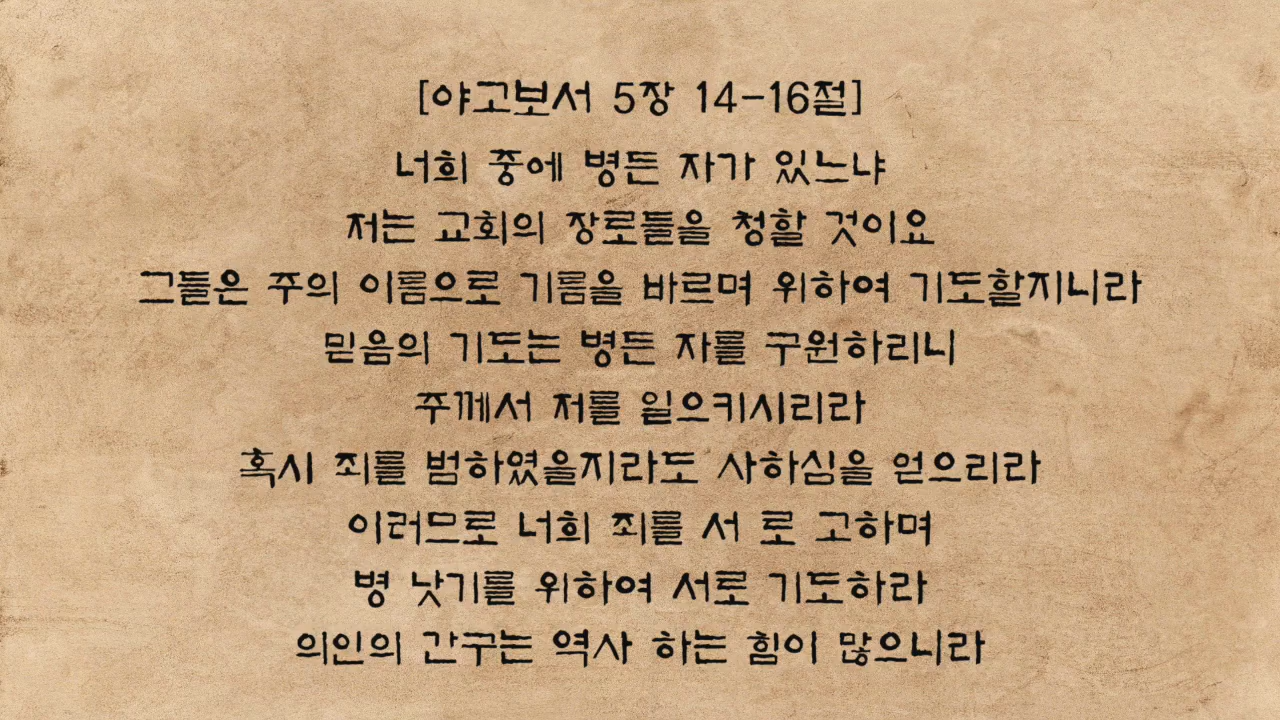 [야고보서 5장 14-16절]
너희 중에 병든 자가 있느냐
저는 교회의 장로들을 청할 것이요
그들은 주의 이름으로 기름을 바르며 위하여 기도할지니라
믿음의 기도는 병든 자를 구원하리니
주께서 저를 일으키시리라
혹시 죄를 범하였을지라도 사하심을 얻으리라
이러므로 너희 죄를 서 로 고하며
병 낫기를 위하여 서로 기도하라
의인의 간구는 역사 하는 힘이 많으니라